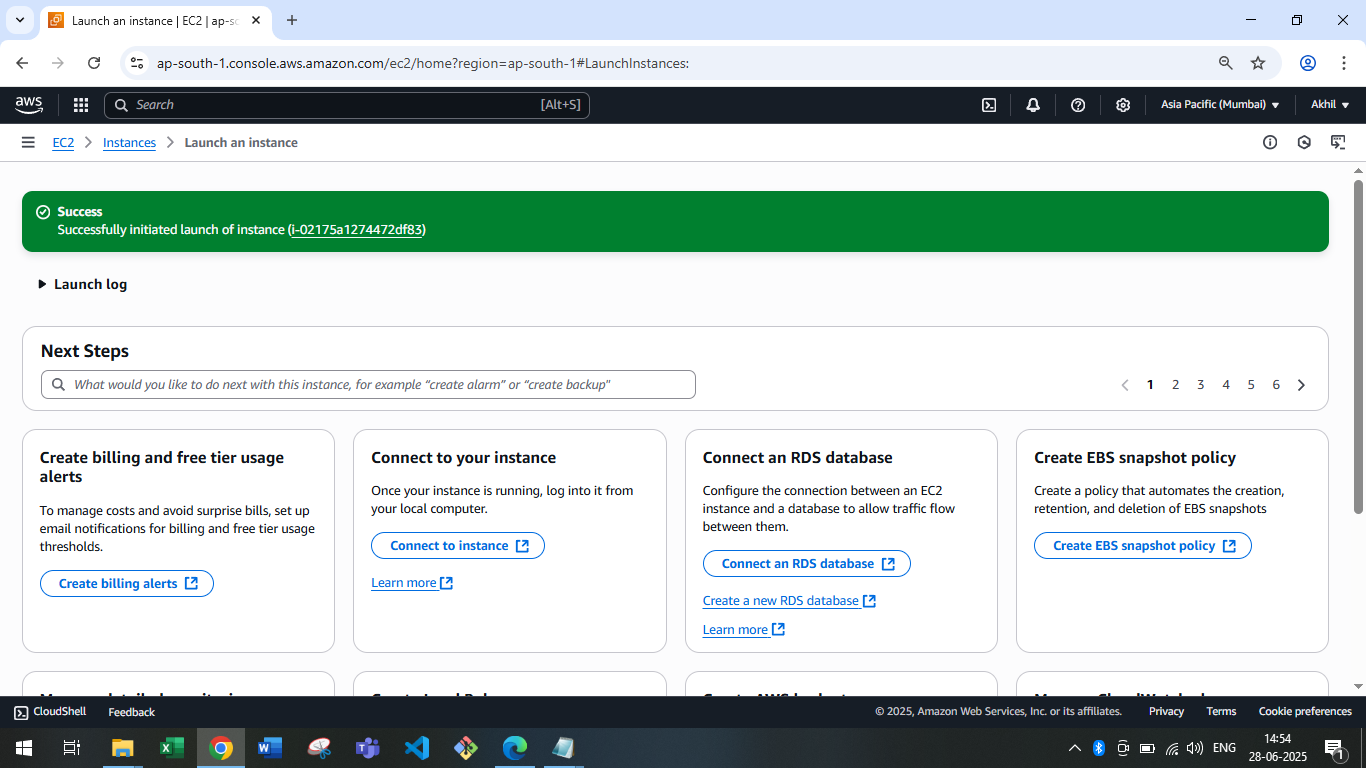 Launch an instance | EC2 | ap-sc
ap-south-1.console.aws.amazon.com/ec2/home?region=ap-south-1#LaunchInstances:
aws
Search [Alt+S]
Asia Pacific (Mumbai)
Akhil
EC2 Instances Launch an instance
Success
Successfully initiated launch of instance (i-02175a1274472df83)
Launch log
Next Steps
What would you like to do next with this instance, for example "create alarm" or "create backup"
1 2 3 4 5 6
Create billing and free tier usage
alerts
To manage costs and avoid surprise bills, set up
email notifications for billing and free tier usage
thresholds.
Create billing alerts
Connect to your instance
Once your instance is running, log into it from
your local computer.
Connect to instance
Learn more
Connect an RDS database
Configure the connection between an EC2
instance and a database to allow traffic flow
between them.
Connect an RDS database
Create a new RDS database
Learn more
Create EBS snapshot policy
Create a policy that automates the creation,
retention, and deletion of EBS snapshots
Create EBS snapshot policy
CloudShell Feedback
© 2025, Amazon Web Services, Inc. or its affiliates. Privacy Terms Cookie preferences
ENG
14:54
28-06-2025
1